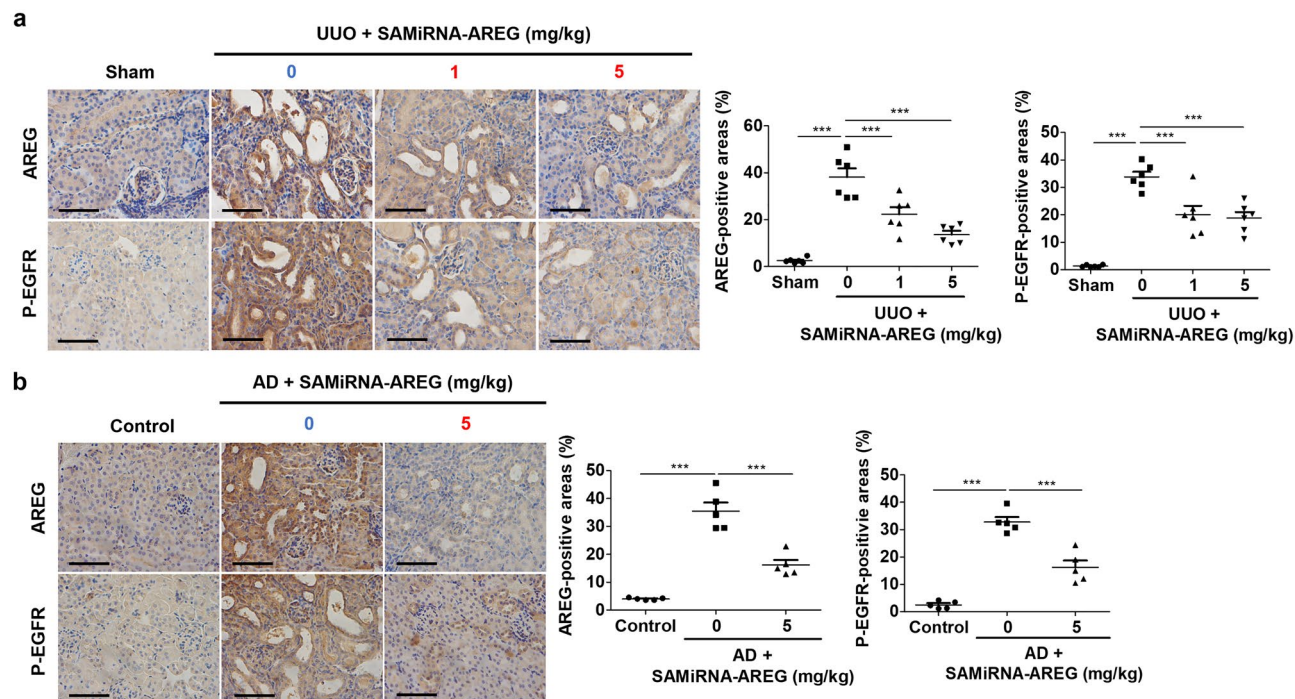 a
UUO + SAMiRNA-AREG (mg/kg)
Sham
0
1
5
AREG
P-EGFR
AREG-positive areas (%)
60
40
20
0
***
***
***
Sham
0
1
5
UUO +
SAMiRNA-AREG (mg/kg)
P-EGFR-positive areas (%)
50
40
30
20
10
0
***
***
***
Sham
0
1
5
UUO +
SAMiRNA-AREG (mg/kg)
b
AD + SAMiRNA-AREG (mg/kg)
Control
0
5
AREG
P-EGFR
AREG-positive areas (%)
50
40
30
20
10
0
***
***
Control
0
5
AD +
SAMiRNA-AREG (mg/kg)
P-EGFR-positivie areas (%)
50
40
30
20
10
0
***
***
Control
0
5
AD +
SAMiRNA-AREG (mg/kg)